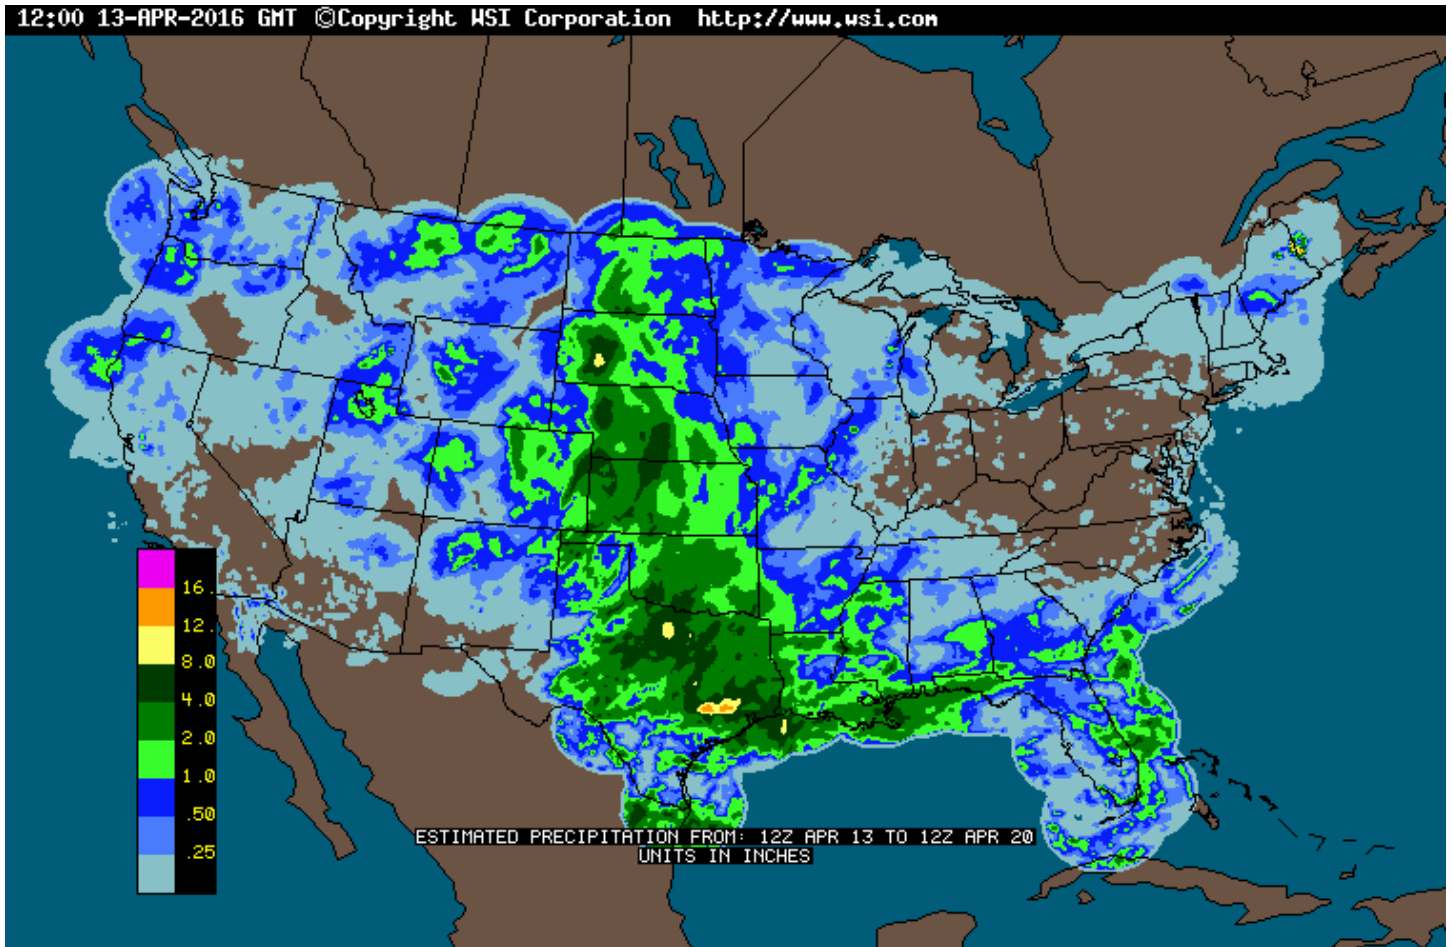 12:00 13-APR-2016 GMT ©Copyright WSI Corporation http://www.wsi.com
16.
12.
8.0
4.0
2.0
1.0
.50
.25
ESTIMATED PRECIPITATION FROM: 12Z APR 13 TO 12Z APR 20
UNITS IN INCHES